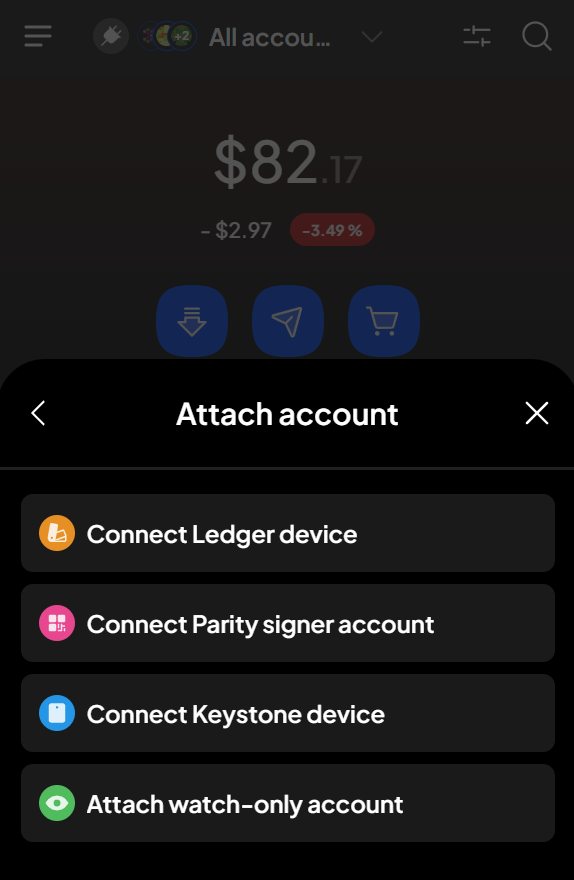 +2 All accou...
$82.17
- $2.97 -3.49 %
Attach account
Connect Ledger device
Connect Parity signer account
Connect Keystone device
Attach watch-only account